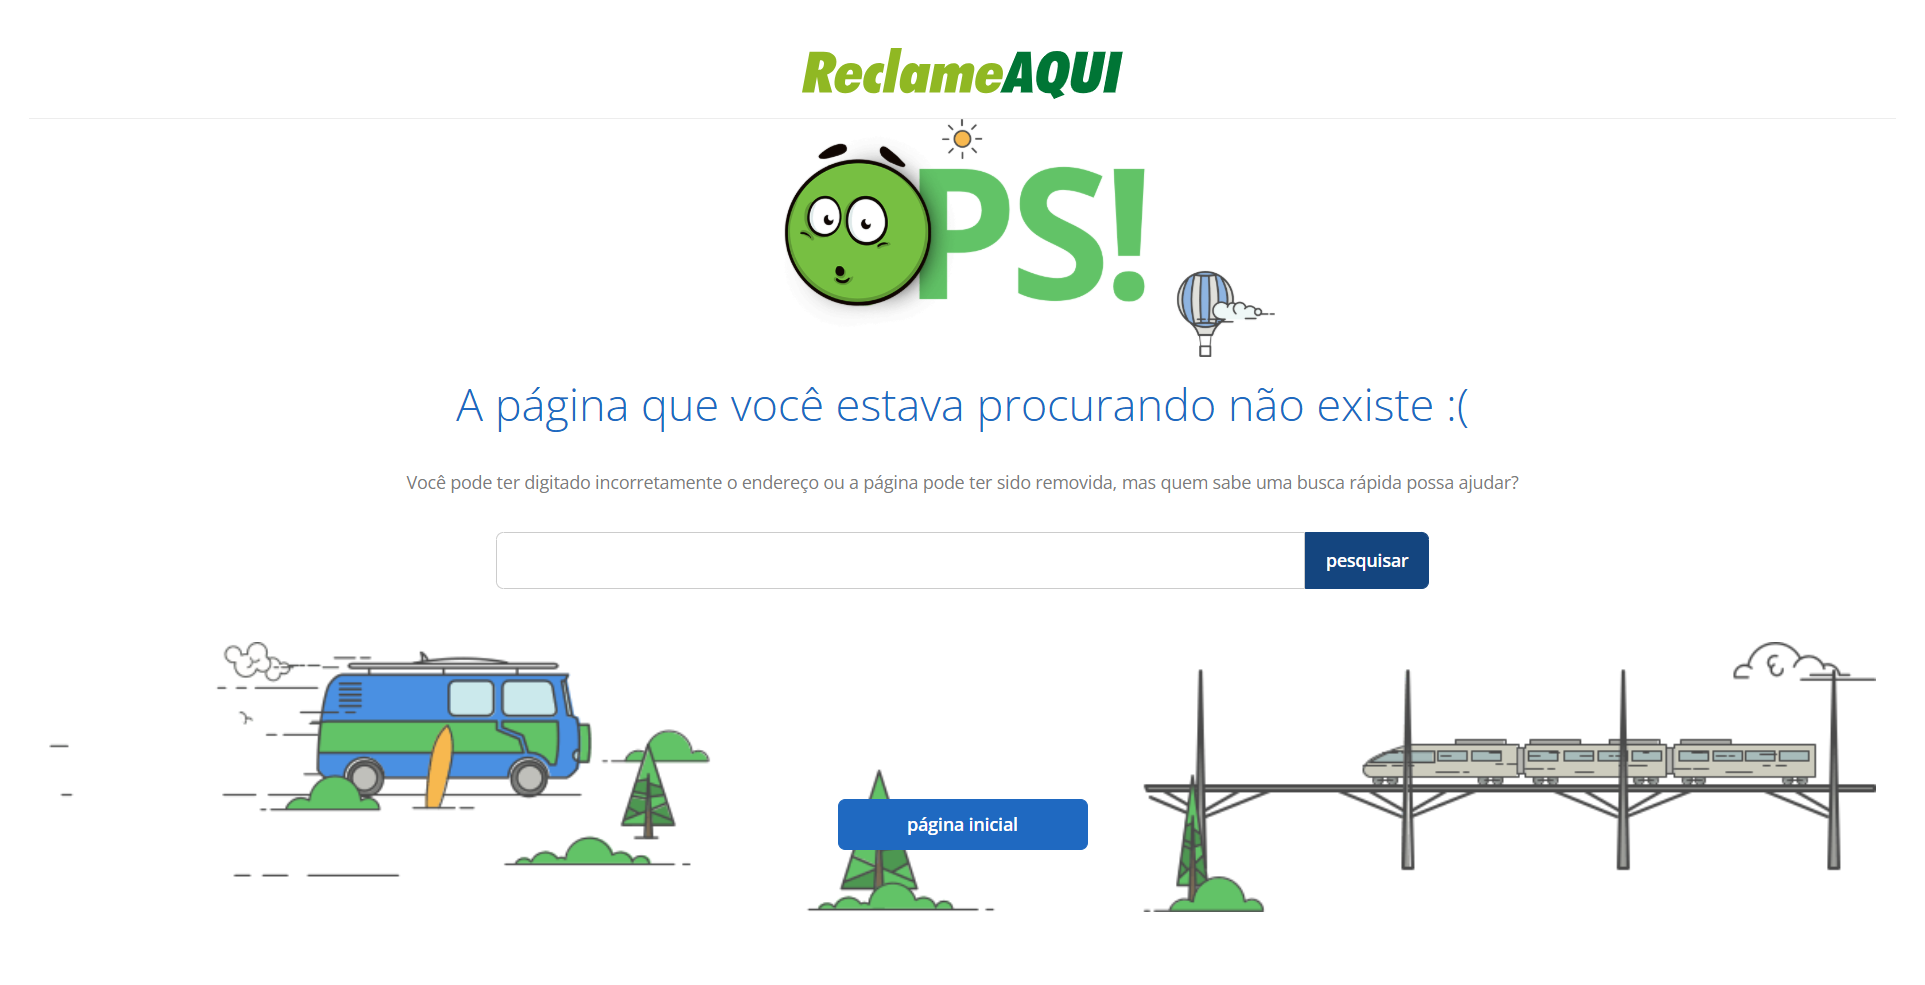 ReclameAQUI
OPS!
A página que você estava procurando não existe :(
Você pode ter digitado incorretamente o endereço ou a página pode ter sido removida, mas quem sabe uma busca rápida possa ajudar?
pesquisar
página inicial